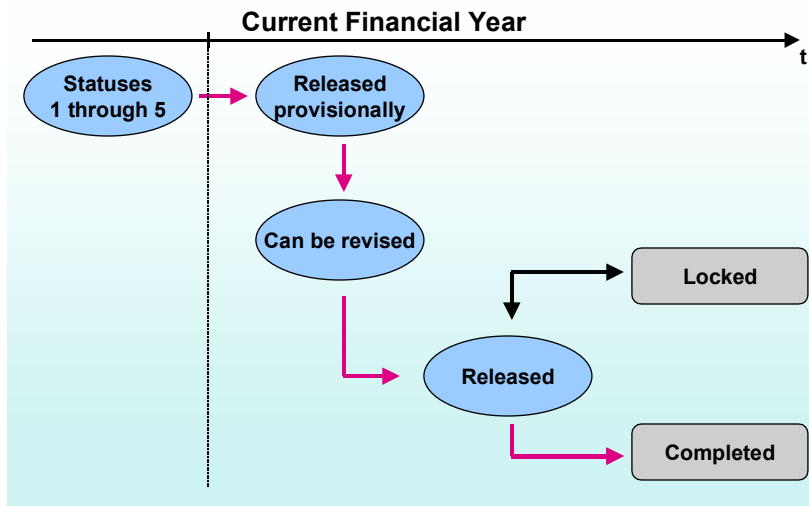 Current Financial Year
t
Statuses
1 through 5
Released
provisionally
Can be revised
Locked
Released
Completed